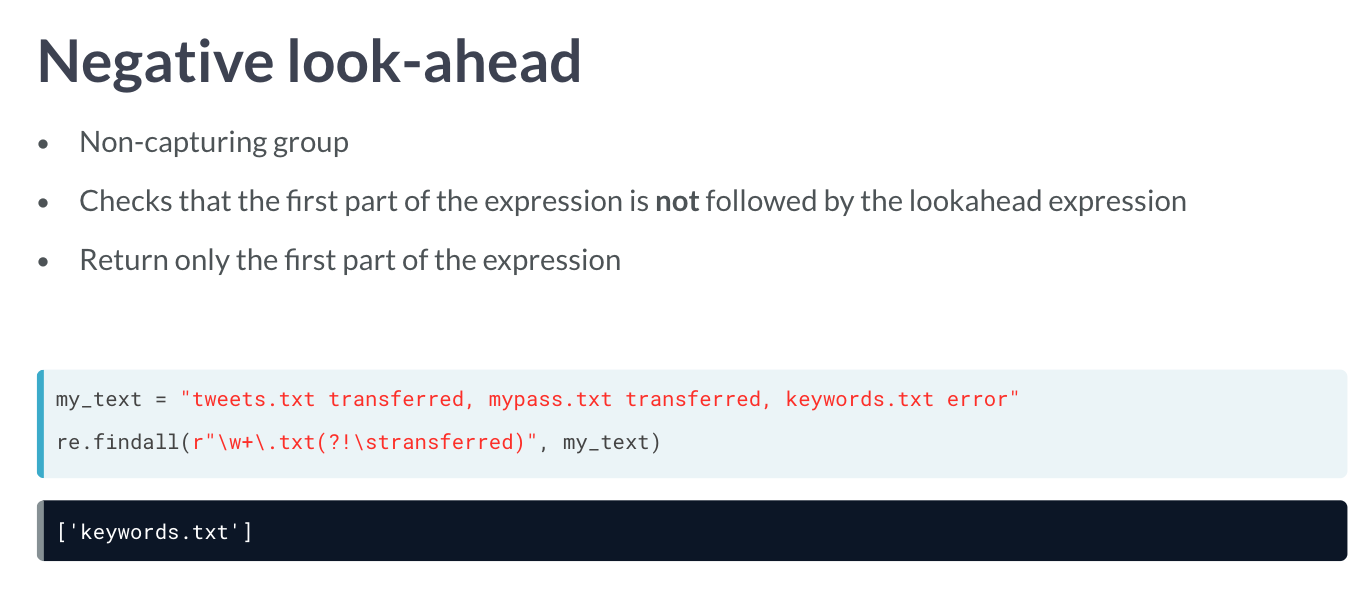 Negative look-ahead
• Non-capturing group
• Checks that the first part of the expression is not followed by the lookahead expression
• Return only the first part of the expression
my_text = "tweets.txt transferred, mypass.txt transferred, keywords.txt error"
re.findall(r"\w+\.txt(?!\stransferred)", my_text)
['keywords.txt']